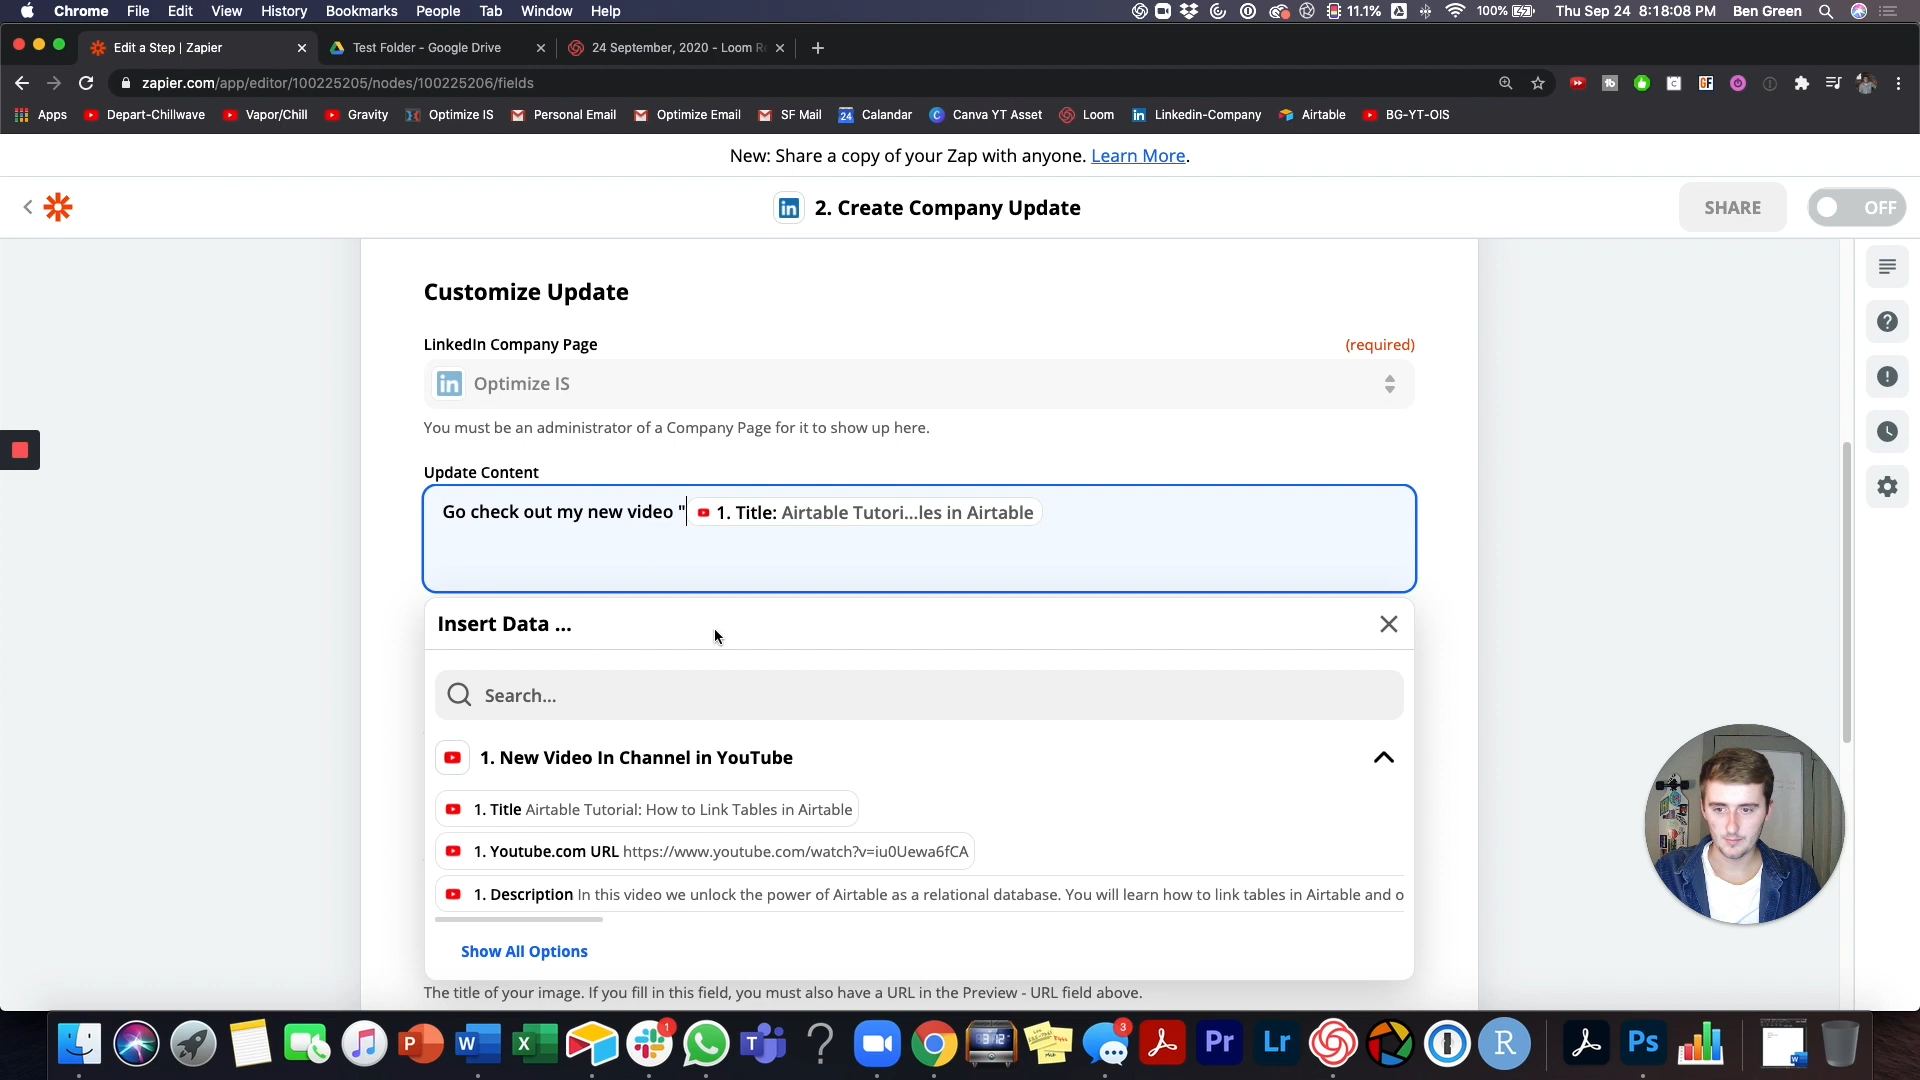 Chrome File Edit View History Bookmarks People Tab Window Help 11.1% 100% Thu Sep 24 8:18:08 PM Ben Green
Edit a Step | Zapier Test Folder - Google Drive 24 September, 2020 - Loom R
zapier.com/app/editor/100225205/nodes/100225206/fields
Apps Depart-Chillwave Vapor/Chill Gravity Optimize IS Personal Email Optimize Email SF Mail Calandar Canva YT Asset Loom Linkedin-Company Airtable BG-YT-OIS
New: Share a copy of your Zap with anyone. Learn More.
2. Create Company Update SHARE OFF
Customize Update
LinkedIn Company Page (required)
Optimize IS
You must be an administrator of a Company Page for it to show up here.
Update Content
Go check out my new video " 1. Title: Airtable Tutori...les in Airtable
Insert Data ...
Search...
1. New Video In Channel in YouTube
1. Title Airtable Tutorial: How to Link Tables in Airtable
1. Youtube.com URL https://www.youtube.com/watch?v=iu0Uewa6fCA
1. Description In this video we unlock the power of Airtable as a relational database. You will learn how to link tables in Airtable and o
Show All Options
The title of your image. If you fill in this field, you must also have a URL in the Preview - URL field above.